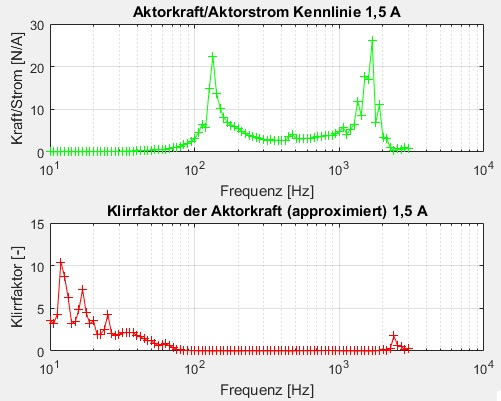 Aktorkraft/Aktorstrom Kennlinie 1,5 A
Kraft/Strom [N/A]
30
20
10
0
10^1
10^2
10^3
10^4
Frequenz [Hz]
Klirrfaktor der Aktorkraft (approximiert) 1,5 A
Klirrfaktor [-]
15
10
5
0
10^1
10^2
10^3
10^4
Frequenz [Hz]